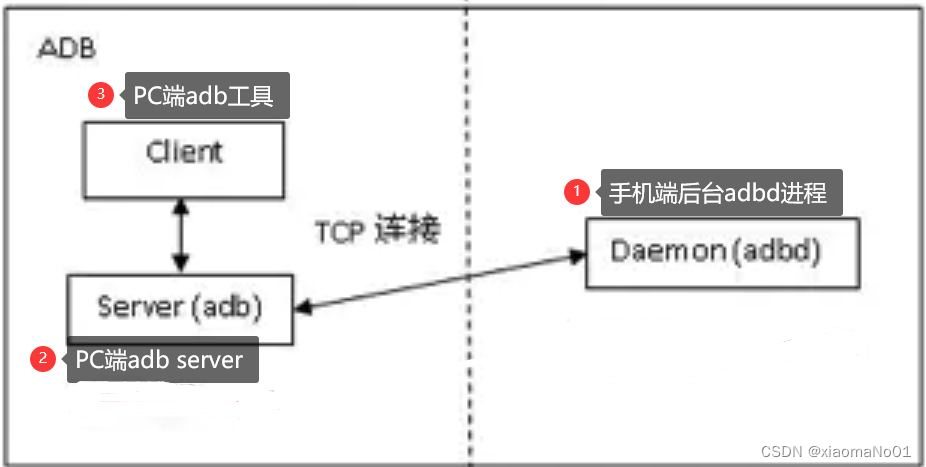 ADB
3 PC端adb工具
Client
1 手机端后台adbd进程
TCP 连接
Daemon (adbd)
Server (adb)
2 PC端adb server
CSDN @xiaomaNo01